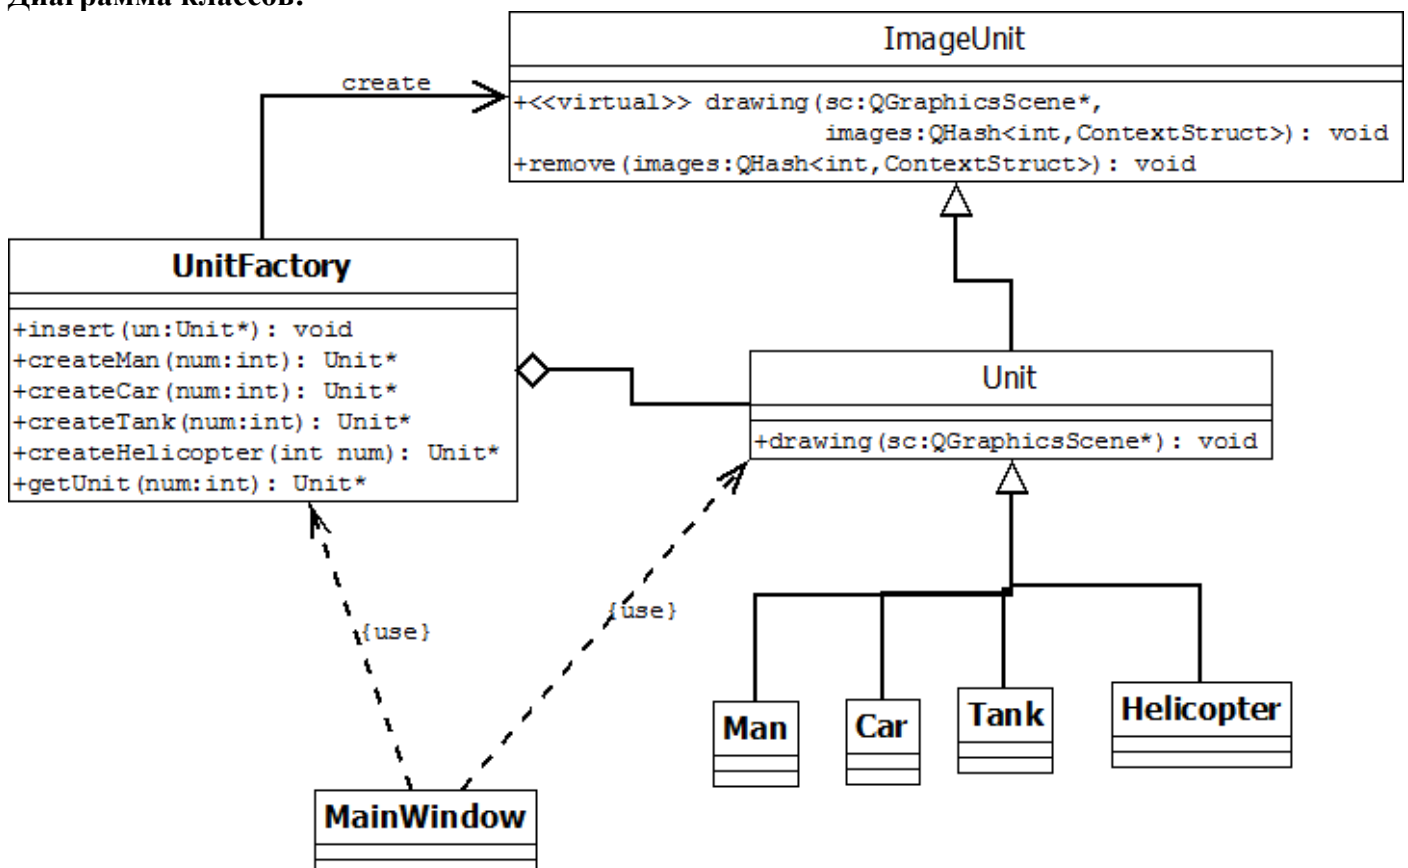 Диаграмма классов:
ImageUnit
create
+<<virtual>> drawing(sc:QGraphicsScene*,
images:QHash<int,ContextStruct>): void
+remove(images:QHash<int,ContextStruct>): void
UnitFactory
+insert(un:Unit*): void
+createMan(num:int): Unit*
+createCar(num:int): Unit*
+createTank(num:int): Unit*
+createHelicopter(int num): Unit*
+getUnit(num:int): Unit*
Unit
+drawing(sc:QGraphicsScene*): void
{use}
{use}
Man
Car
Tank
Helicopter
MainWindow